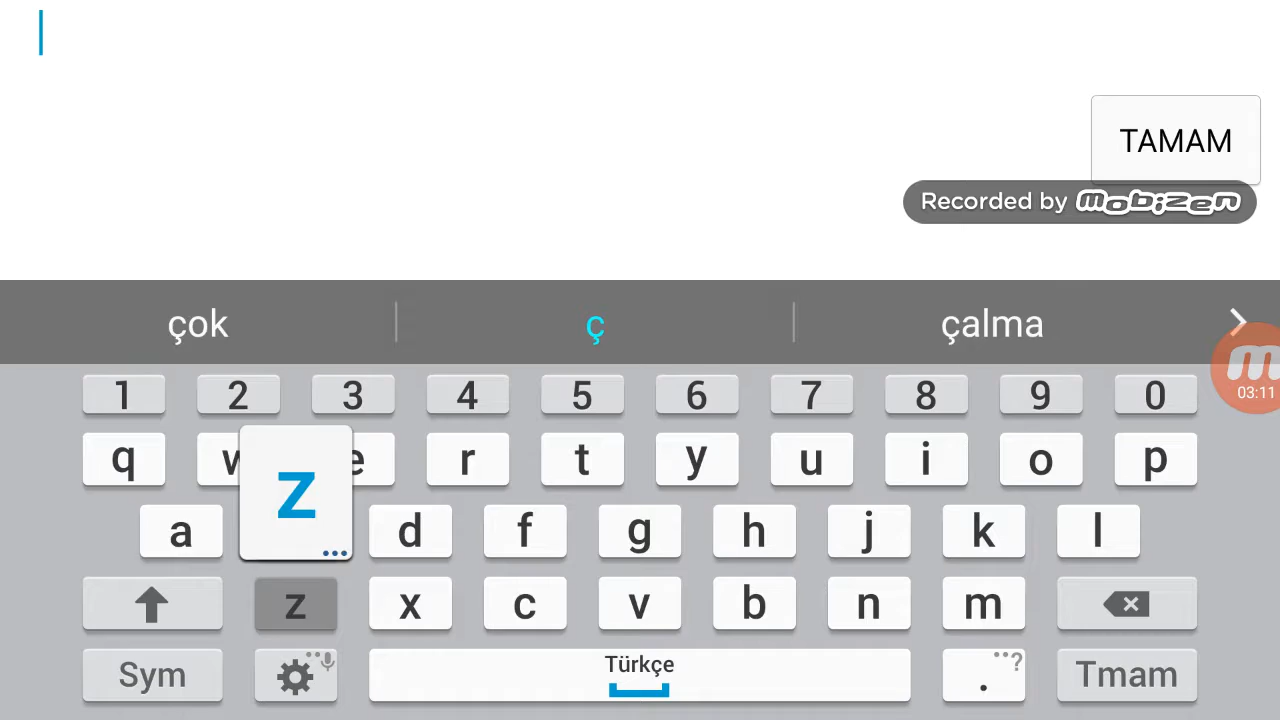 TAMAM
Recorded by mobizen
çok ç çalma
03:11
1 2 3 4 5 6 7 8 9 0
q w e r t y u i o p
z
a d f g h j k l
z x c v b n m
Sym Türkçe . ? Tmam